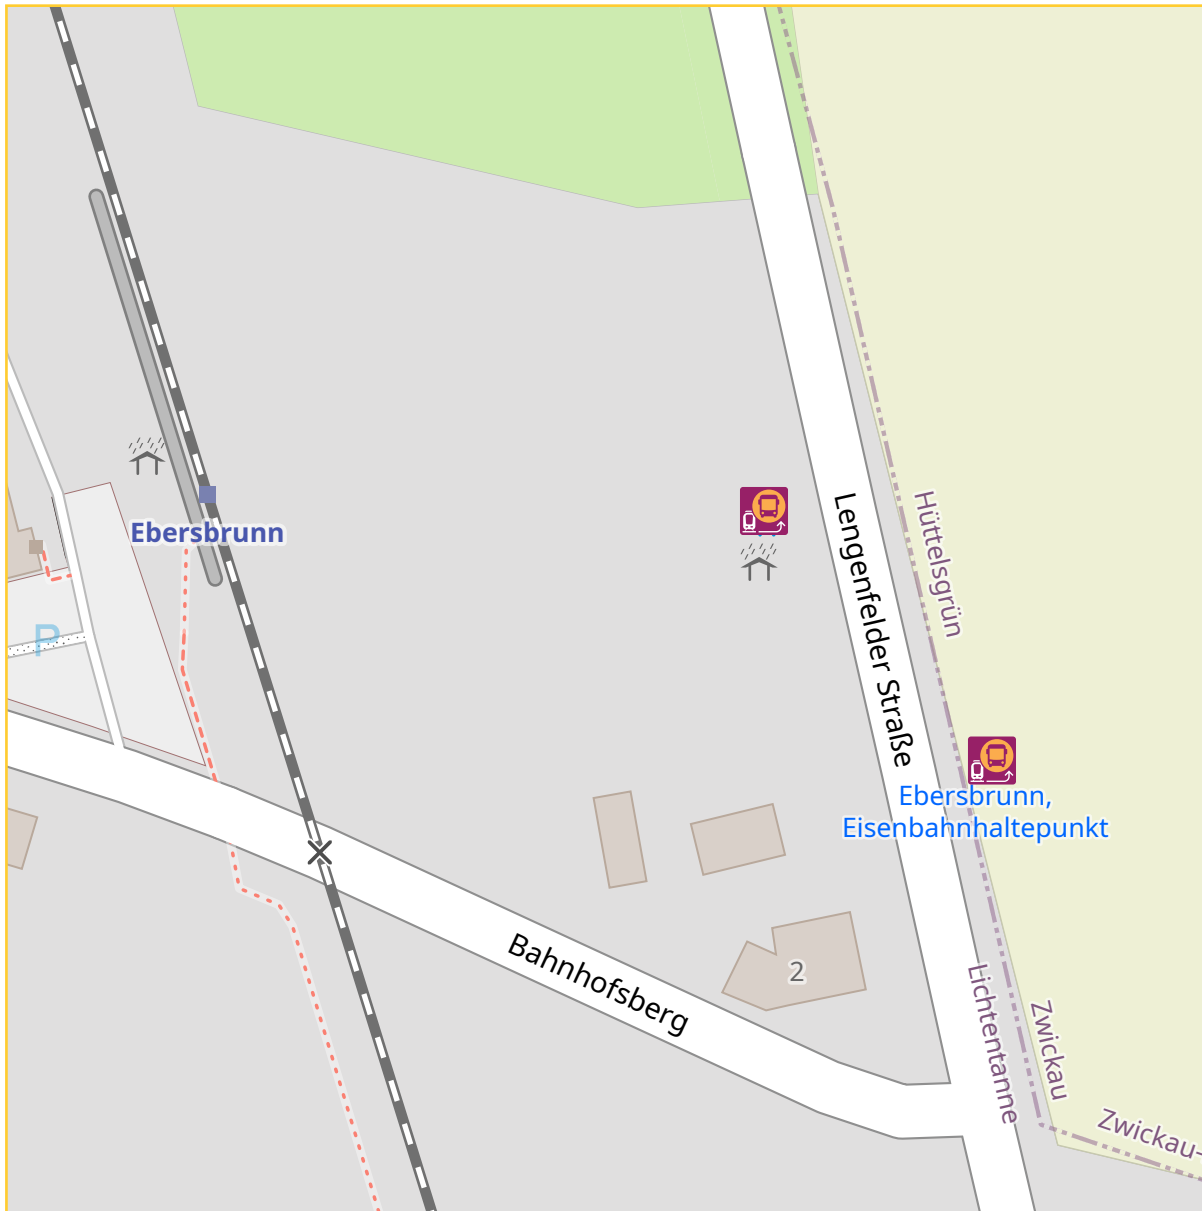 Ebersbrunn
P
Lengenfelder Straße
Hüttelsgrün
Ebersbrunn,
Eisenbahnhaltepunkt
Bahnhofsberg
2
Lichtentanne
Zwickau
Zwickau-